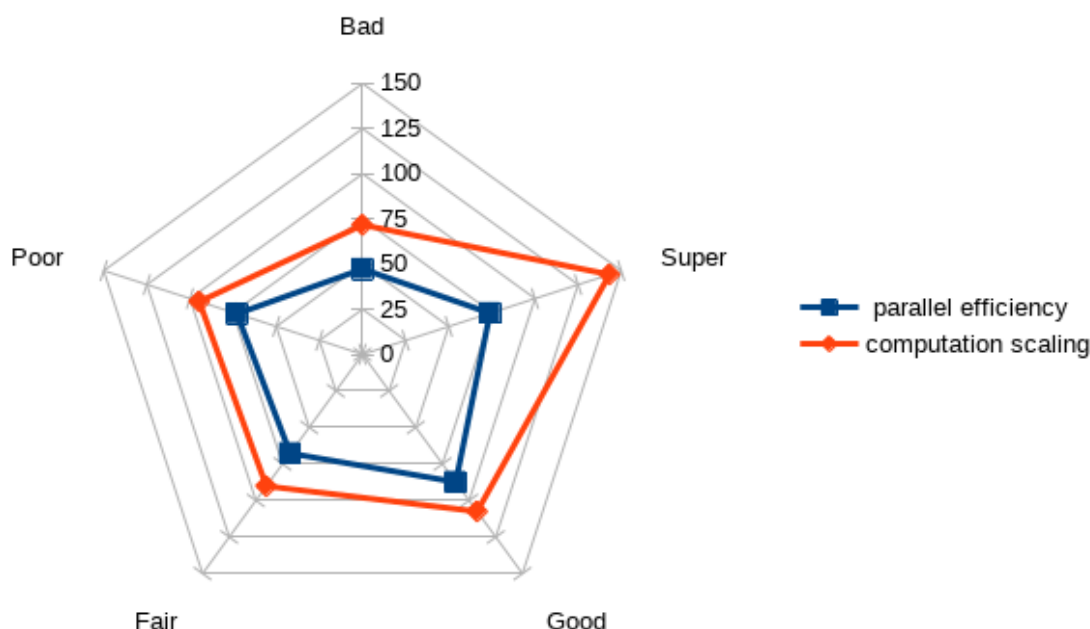 Bad
150
125
100
75
50
25
0
Poor
Super
Fair
Good
parallel efficiency
computation scaling